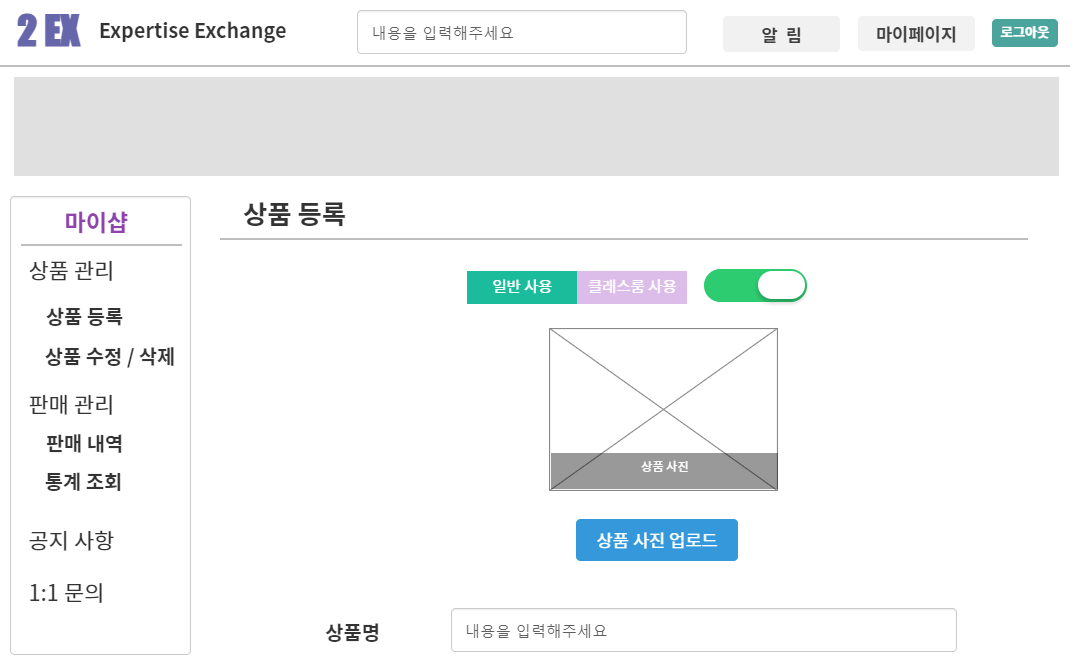 2 EX Expertise Exchange 내용을 입력해주세요 알 림 마이페이지 로그아웃
마이샵
상품 관리
상품 등록
상품 수정 / 삭제
판매 관리
판매 내역
통계 조회
공지 사항
1:1 문의
상품 등록
일반 사용 클래스룸 사용
상품 사진
상품 사진 업로드
상품명 내용을 입력해주세요